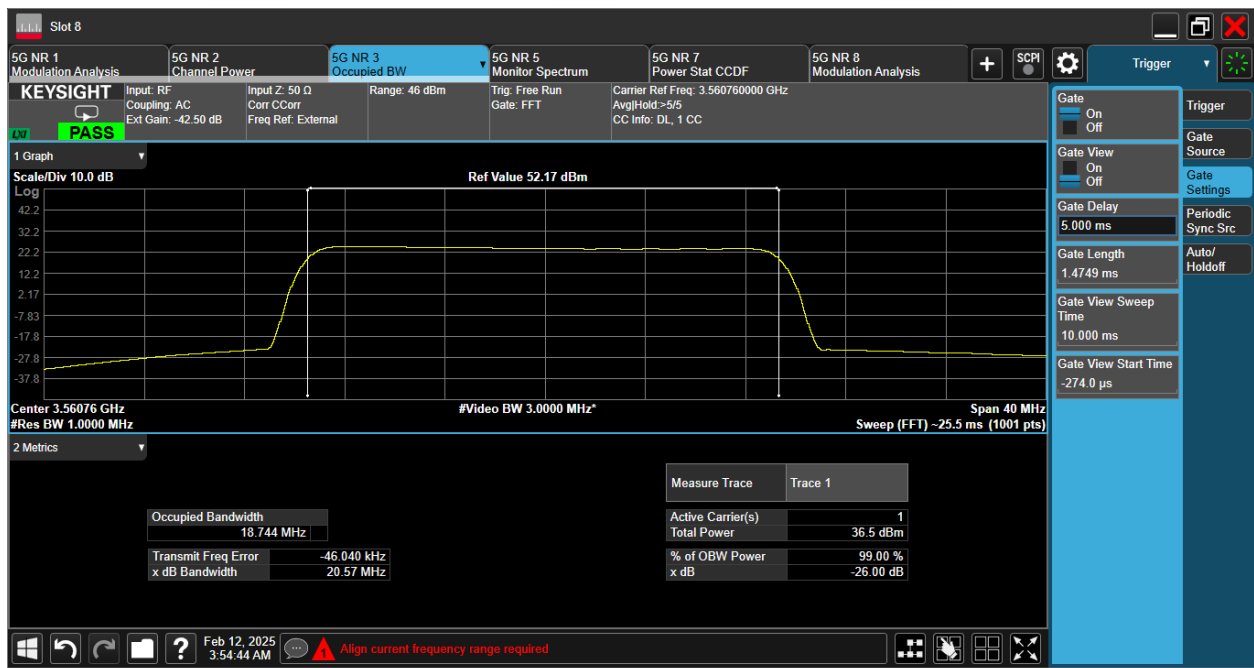 Slot 8
5G NR 1
Modulation Analysis
5G NR 2
Channel Power
5G NR 3
Occupied BW
5G NR 5
Monitor Spectrum
5G NR 7
Power Stat CCDF
5G NR 8
Modulation Analysis
+
SCPI
Trigger
KEYSIGHT
LXI
PASS
Input: RF
Coupling: AC
Ext Gain: -42.50 dB
Input Z: 50 Ω
Corr CCorr
Freq Ref: External
Range: 46 dBm
Trig: Free Run
Gate: FFT
Carrier Ref Freq: 3.560760000 GHz
Avg|Hold:>5/5
CC Info: DL, 1 CC
1 Graph
Scale/Div 10.0 dB
Ref Value 52.17 dBm
Log
42.2
32.2
22.2
12.2
2.17
-7.83
-17.8
-27.8
-37.8
Center 3.56076 GHz
#Video BW 3.0000 MHz*
Span 40 MHz
#Res BW 1.0000 MHz
Sweep (FFT) ~25.5 ms (1001 pts)
2 Metrics
Measure Trace Trace 1
Occupied Bandwidth
18.744 MHz
Transmit Freq Error -46.040 kHz
x dB Bandwidth 20.57 MHz
Active Carrier(s) 1
Total Power 36.5 dBm
% of OBW Power 99.00 %
x dB -26.00 dB
Gate
On
Off
Gate View
On
Off
Gate Delay
5.000 ms
Gate Length
1.4749 ms
Gate View Sweep
Time
10.000 ms
Gate View Start Time
-274.0 µs
Trigger
Gate
Source
Gate
Settings
Periodic
Sync Src
Auto/
Holdoff
?
Feb 12, 2025
3:54:44 AM
1
Align current frequency range required